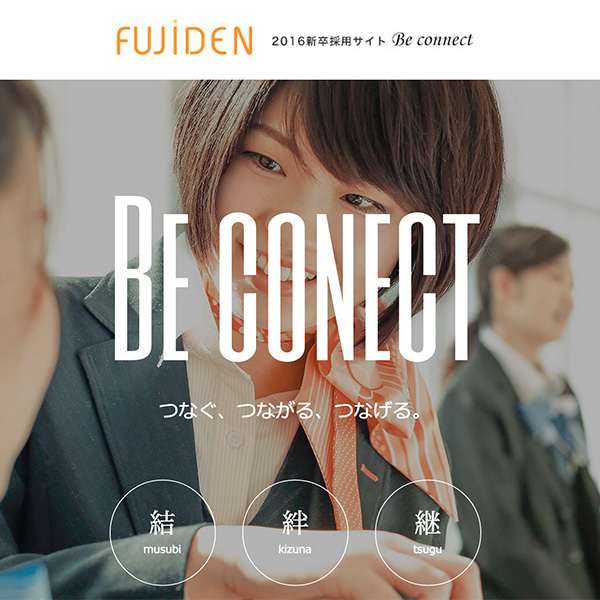 FUJiDEN 2016新卒採用サイト Be connect
BE CONECT
つなぐ、つながる、つなげる。
結 絆 継
musubi kizuna tsugu